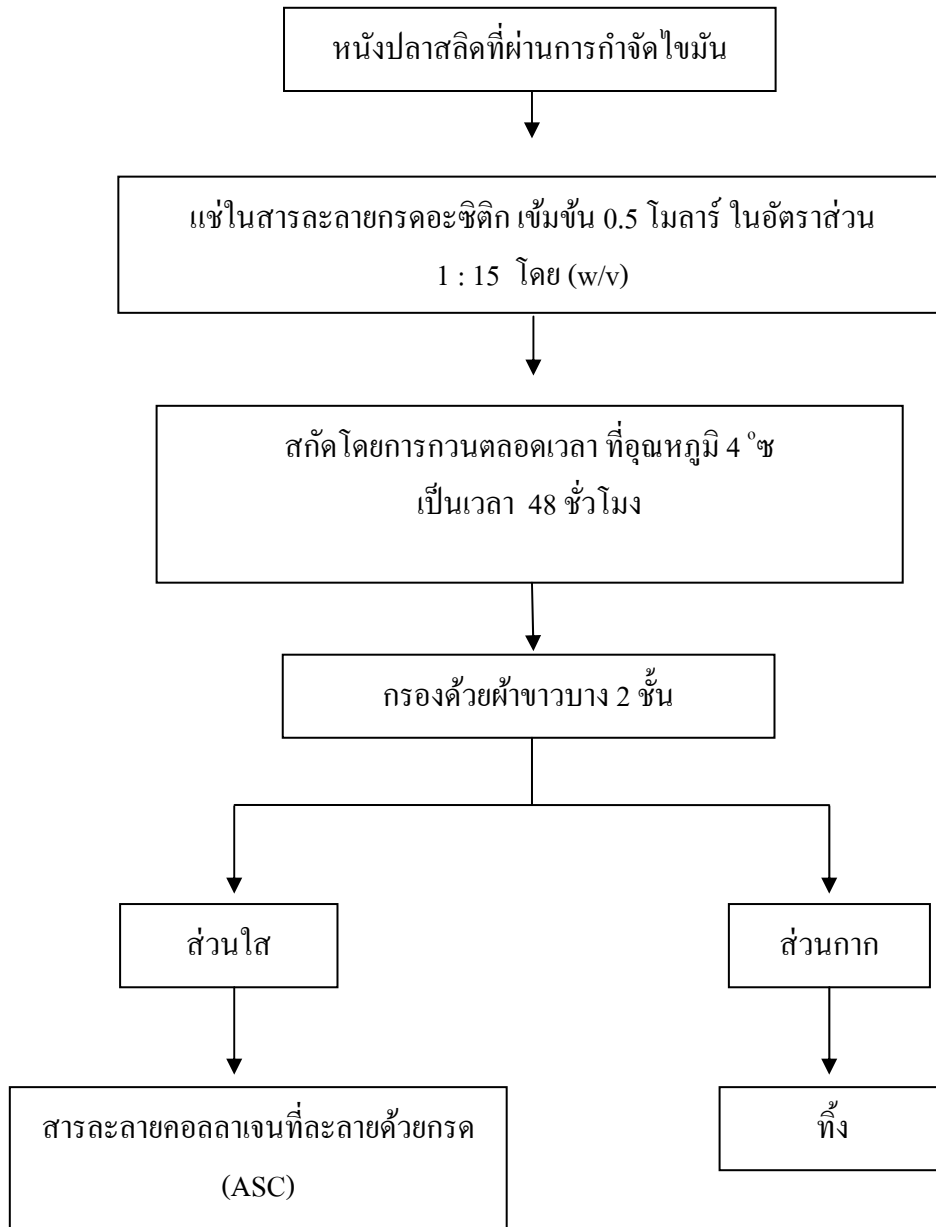 หนังปลาสลิดที่ผ่านการกำจัดไขมัน
แช่ในสารละลายกรดอะซิติก เข้มข้น 0.5 โมลาร์ ในอัตราส่วน
1 : 15 โดย (w/v)
สกัดโดยการกวนตลอดเวลา ที่อุณหภูมิ 4 °ซ
เป็นเวลา 48 ชั่วโมง
กรองด้วยผ้าขาวบาง 2 ชั้น
ส่วนใส
ส่วนกาก
สารละลายคอลลาเจนที่ละลายด้วยกรด
(ASC)
ทิ้ง